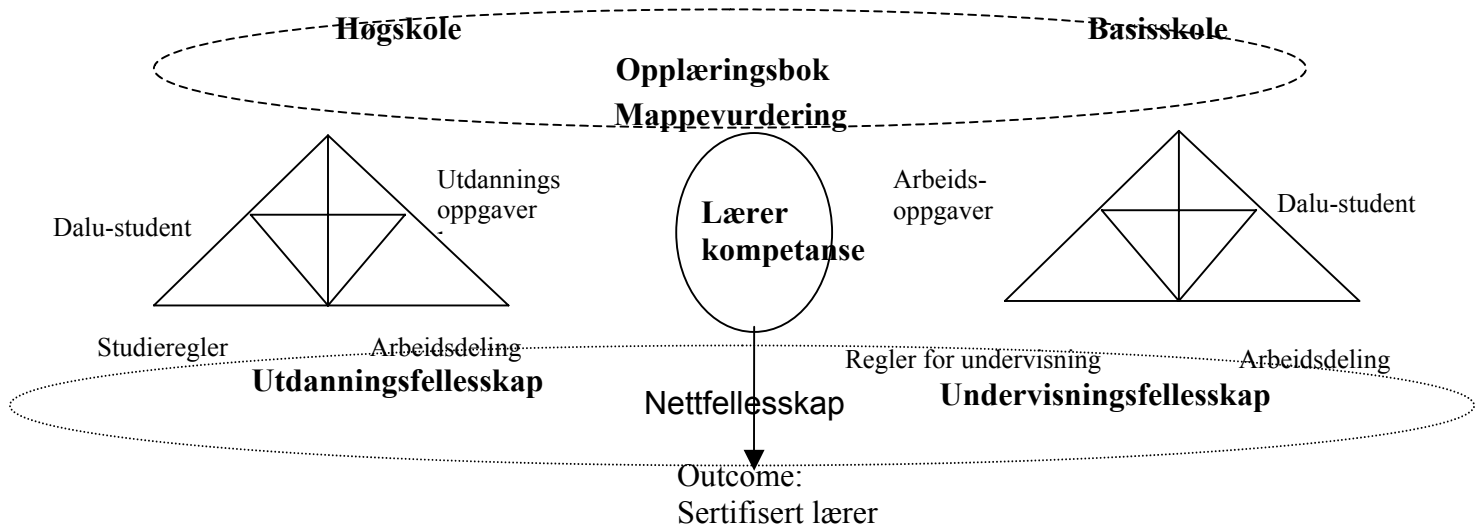 Høgskole
Basisskole
Opplæringsbok
Mappevurdering
Utdannings
oppgaver
Dalu-student
Lærer
kompetanse
Arbeids-
oppgaver
Dalu-student
Studieregler
Arbeidsdeling
Regler for undervisning
Arbeidsdeling
Utdanningsfellesskap
Nettfellesskap
Undervisningsfellesskap
Outcome:
Sertifisert lærer